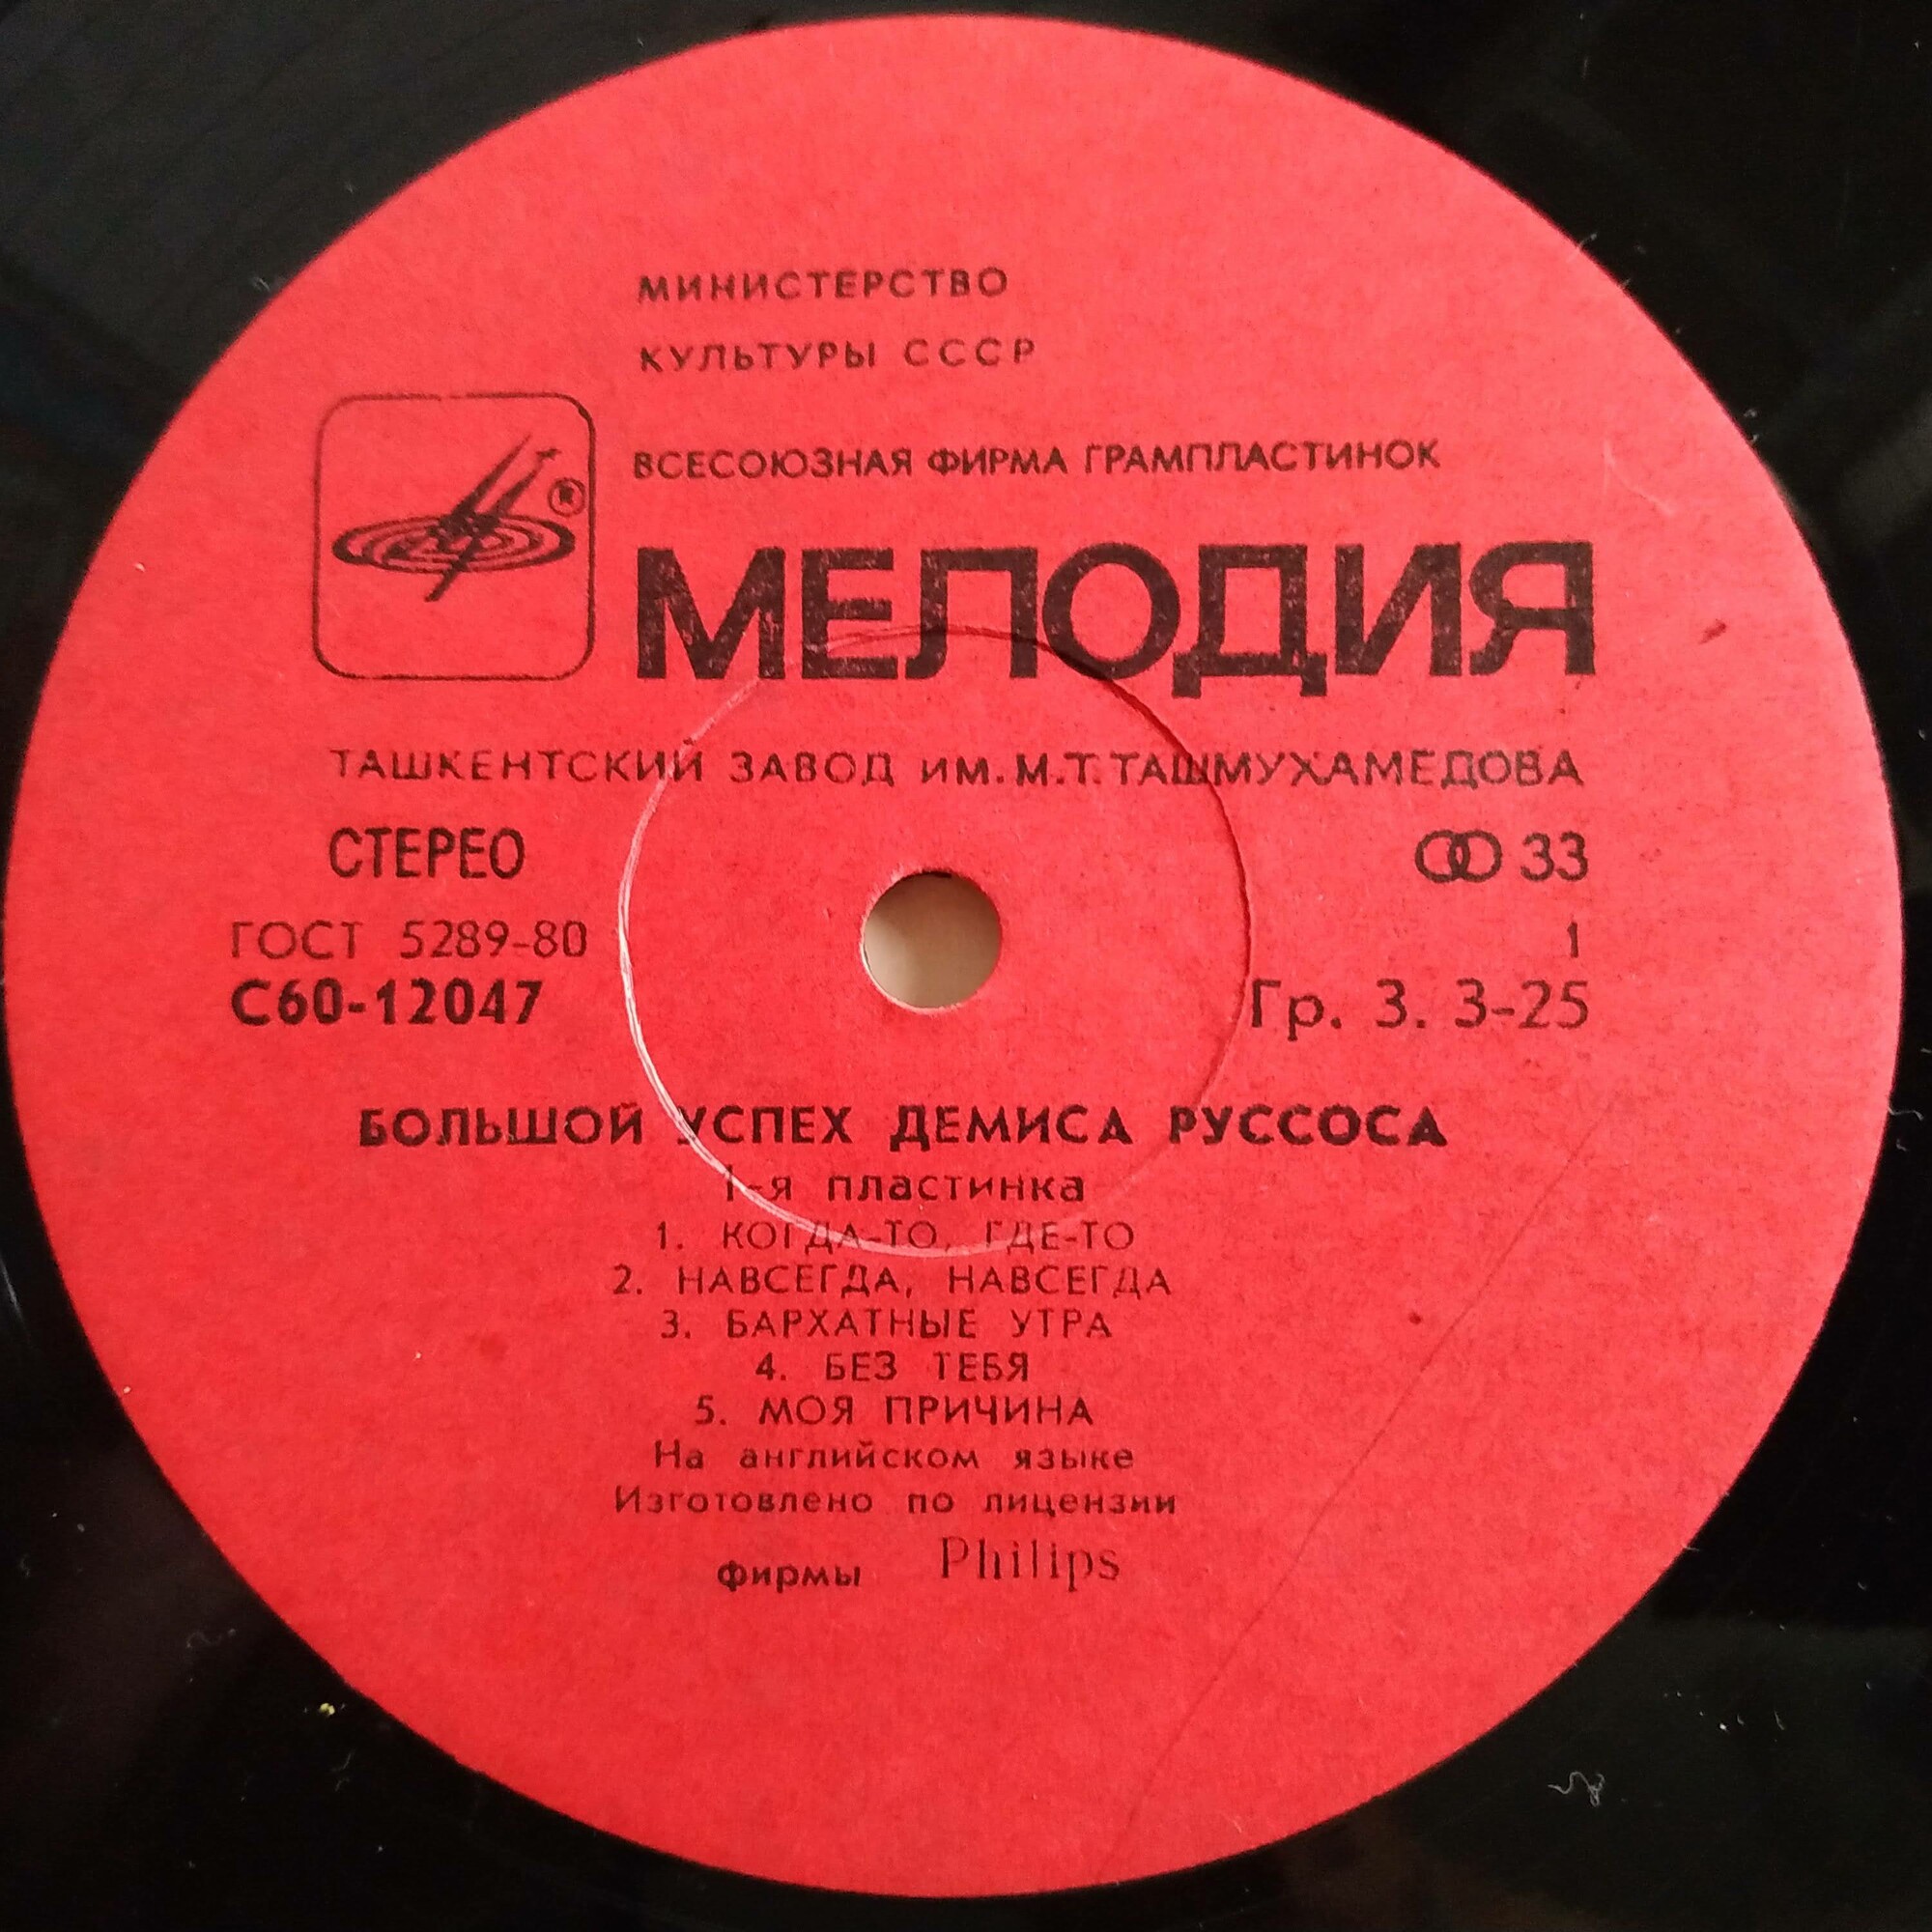 МИНИСТЕРСТВО
КУЛЬТУРЫ СССР
ВСЕСОЮЗНАЯ ФИРМА ГРАМПЛАСТИНОК
®
МЕЛОДИЯ
ТАШКЕНТСКИЙ ЗАВОД ИМ. М.Т. ТАШМУХАМЕДОВА
СТЕРЕО 33
ГОСТ 5289-80 1
С60-12047 Гр. 3. 3-25
БОЛЬШОЙ УСПЕХ ДЕМИСА РУССОСА
1-я пластинка
1. КОГДА-ТО, ГДЕ-ТО
2. НАВСЕГДА, НАВСЕГДА
3. БАРХАТНЫЕ УТРА
4. БЕЗ ТЕБЯ
5. МОЯ ПРИЧИНА
На английском языке
Изготовлено по лицензии
фирмы Philips